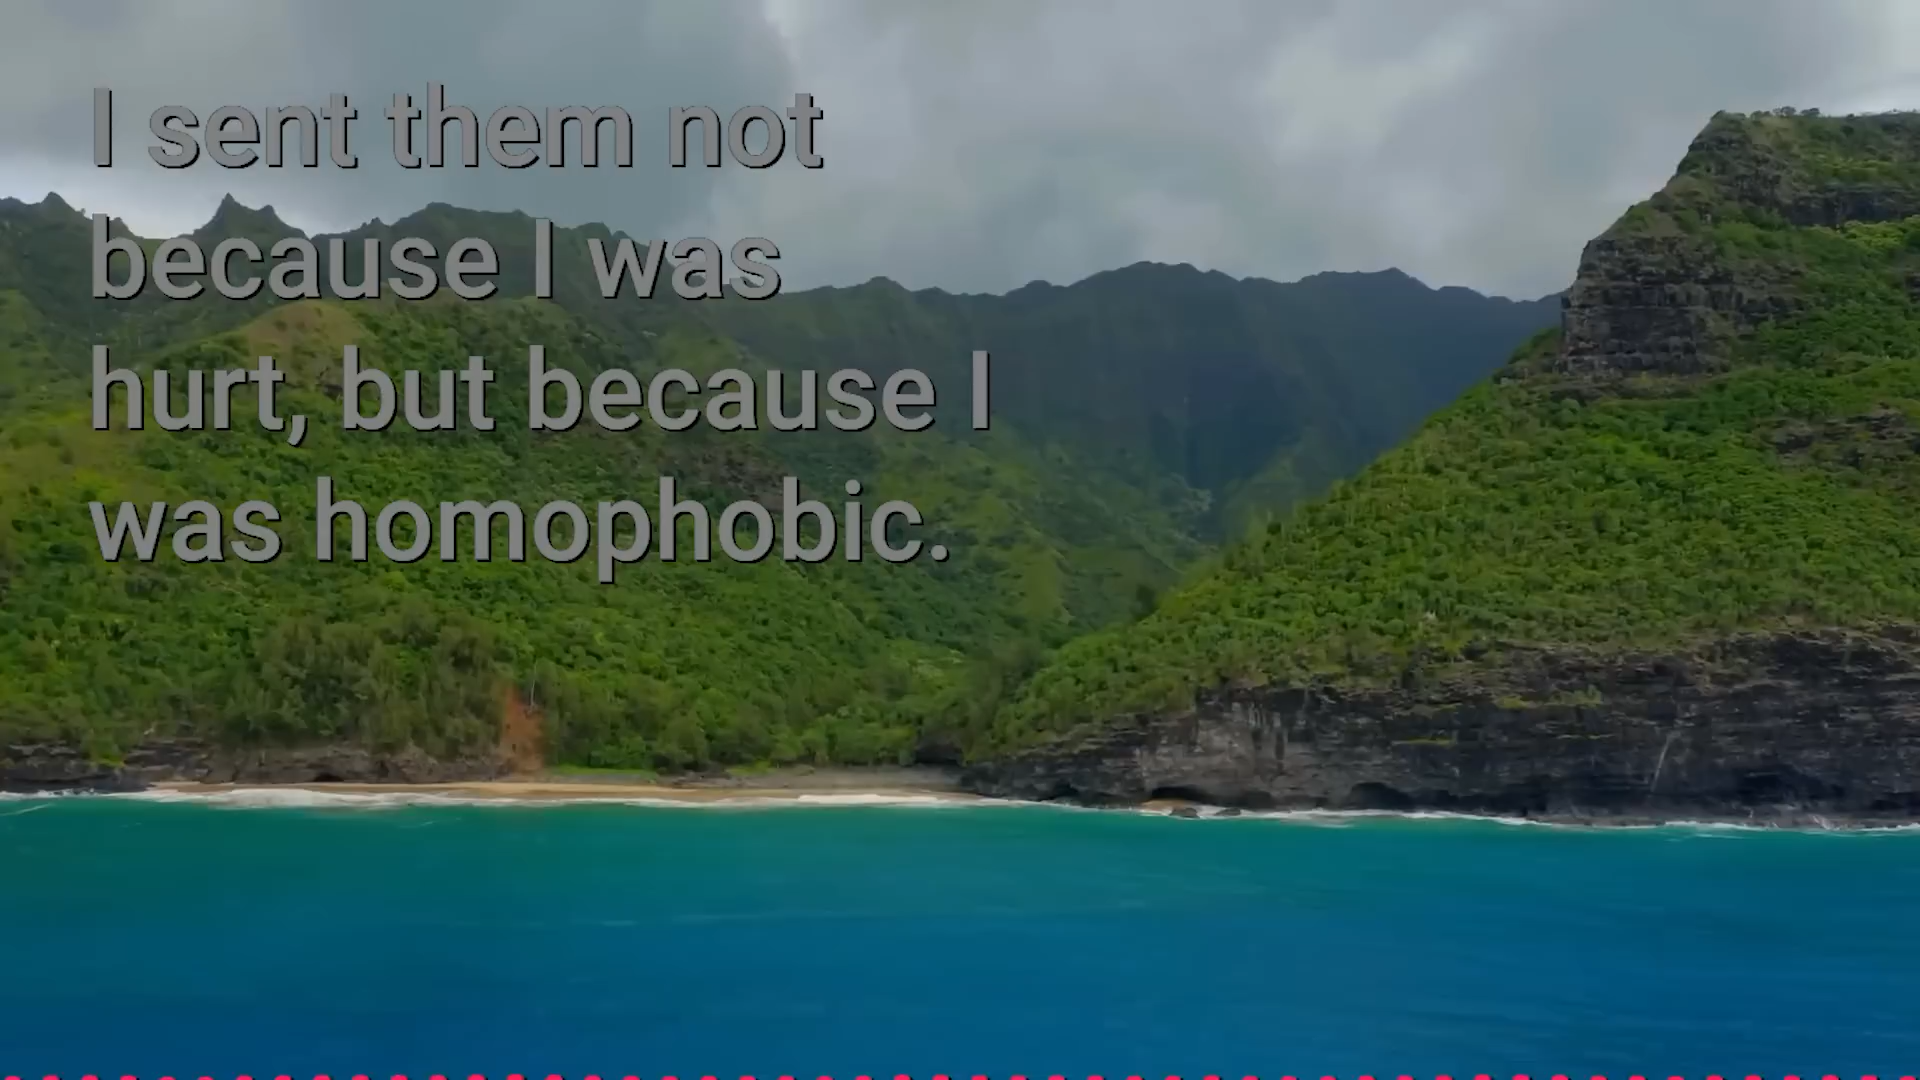 I sent them not
because I was
hurt, but because I
was homophobic.